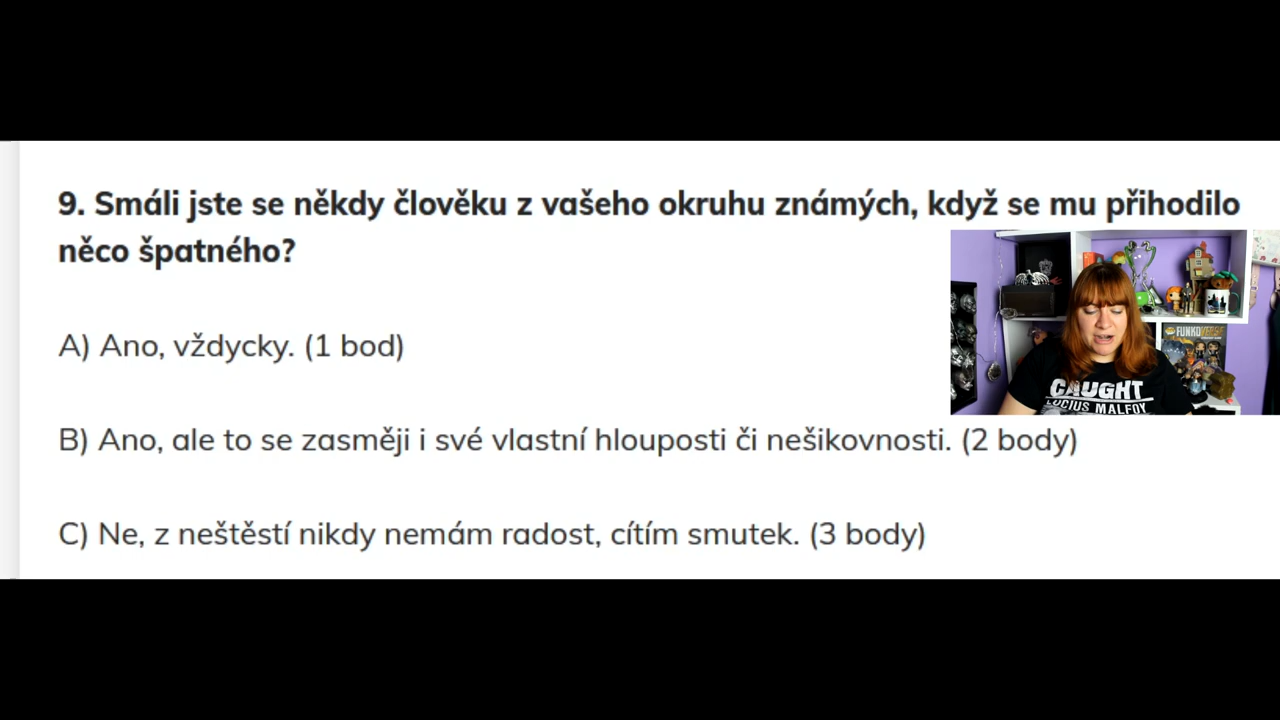 9. Smáli jste se někdy člověku z vašeho okruhu známých, když se mu přihodilo
něco špatného?
A) Ano, vždycky. (1 bod)
B) Ano, ale to se zasměji i své vlastní hlouposti či nešikovnosti. (2 body)
C) Ne, z neštěstí nikdy nemám radost, cítím smutek. (3 body)
FUNKOVERSE
CAUGHT
LUCIUS MALFOY